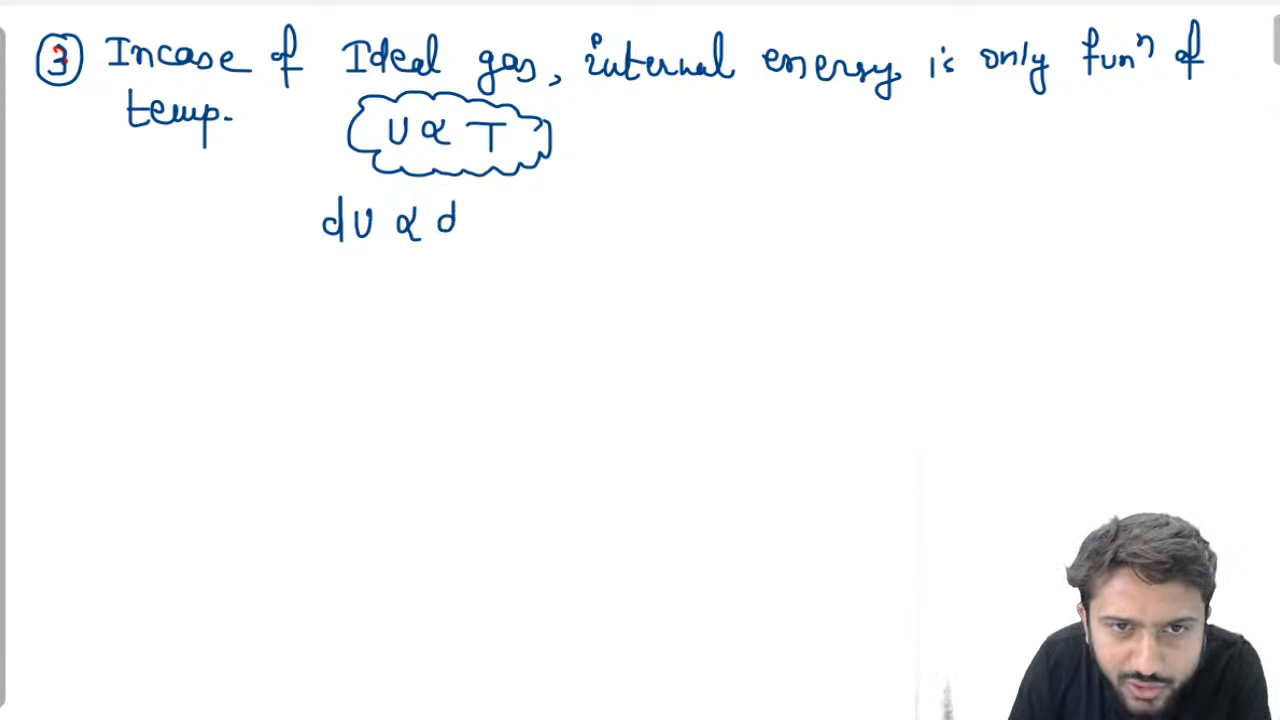 ③ Incase of Ideal gas, internal energy is only funⁿ of
temp. U ∝ T
dU ∝ d